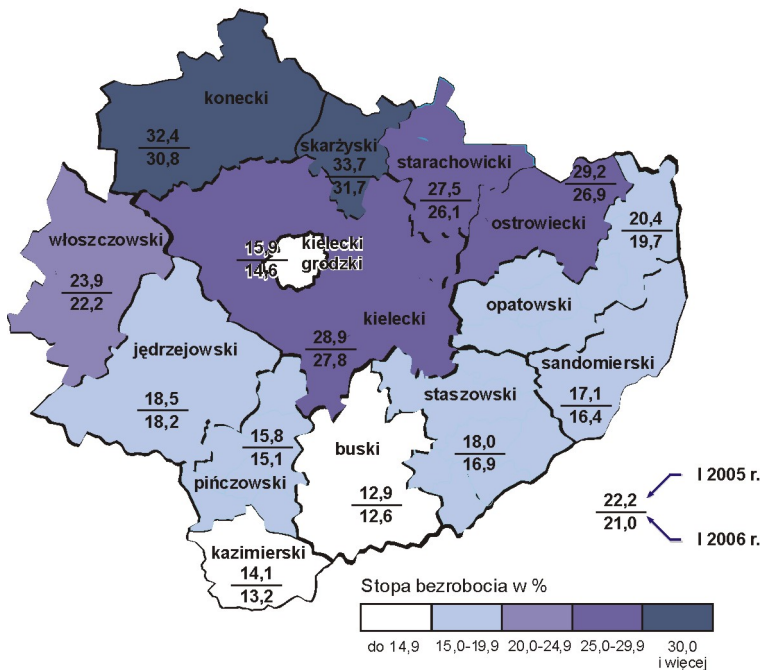 konecki
32,4
30,8
skarżyski
33,7
31,7
starachowicki
27,5
26,1
29,2
26,9
ostrowiecki
20,4
19,7
włoszczowski
23,9
22,2
15,9
14,6
kielecki
grodzki
opatowski
kielecki
28,9
27,8
jędrzejowski
18,5
18,2
sandomierski
17,1
16,4
staszowski
18,0
16,9
15,8
15,1
pińczowski
buski
12,9
12,6
kazimierski
14,1
13,2
22,2
21,0
I 2005 r.
I 2006 r.
Stopa bezrobocia w %
do 14,9
15,0-19,9
20,0-24,9
25,0-29,9
30,0
i więcej